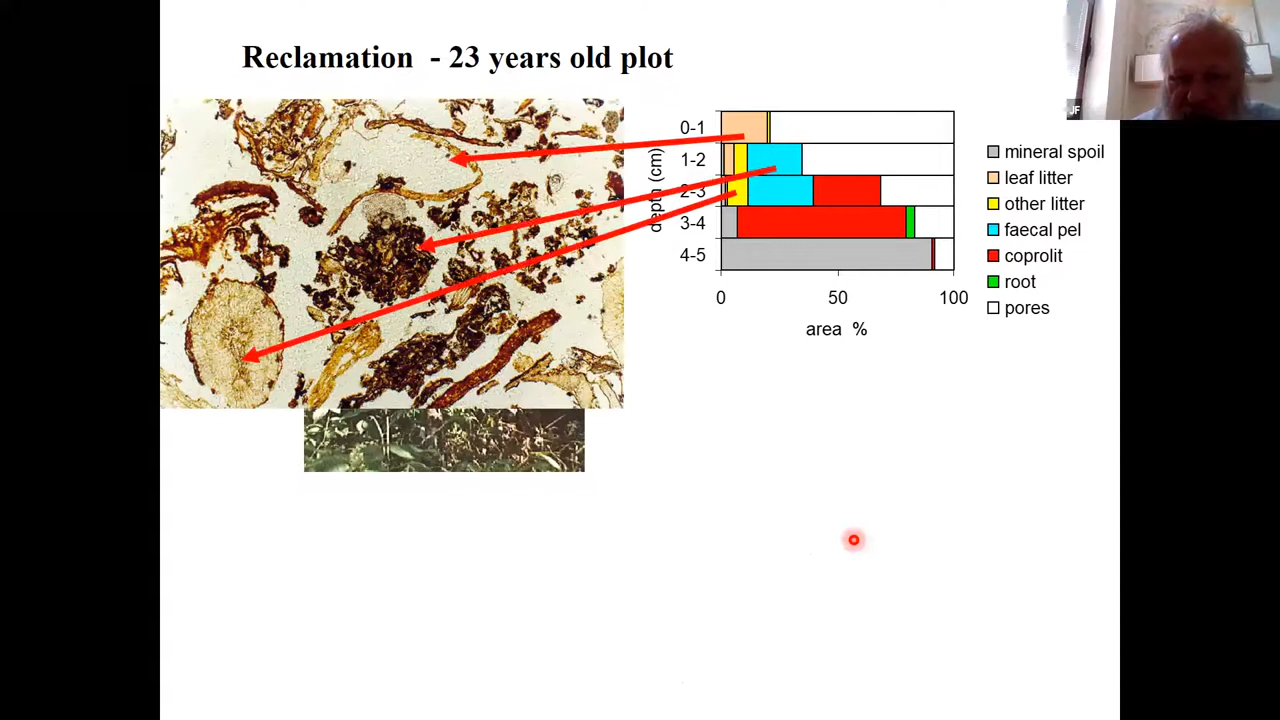 Reclamation - 23 years old plot
JF
depth (cm)
0-1
1-2
2-3
3-4
4-5
0 50 100
area %
mineral spoil
leaf litter
other litter
faecal pel
coprolit
root
pores